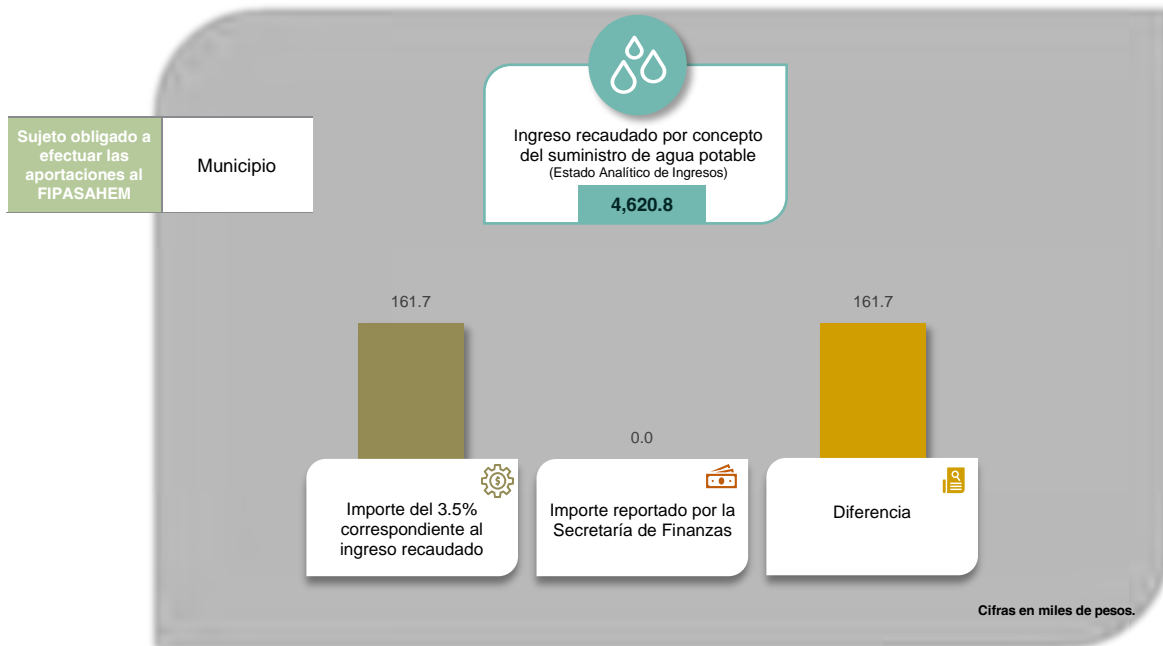 Ingreso recaudado por concepto
del suministro de agua potable
(Estado Analítico de Ingresos)
4,620.8
Sujeto obligado a
efectuar las
aportaciones al
FIPASAHEM
Municipio
161.7
0.0
161.7
Importe del 3.5%
correspondiente al
ingreso recaudado
Importe reportado por la
Secretaría de Finanzas
Diferencia
Cifras en miles de pesos.